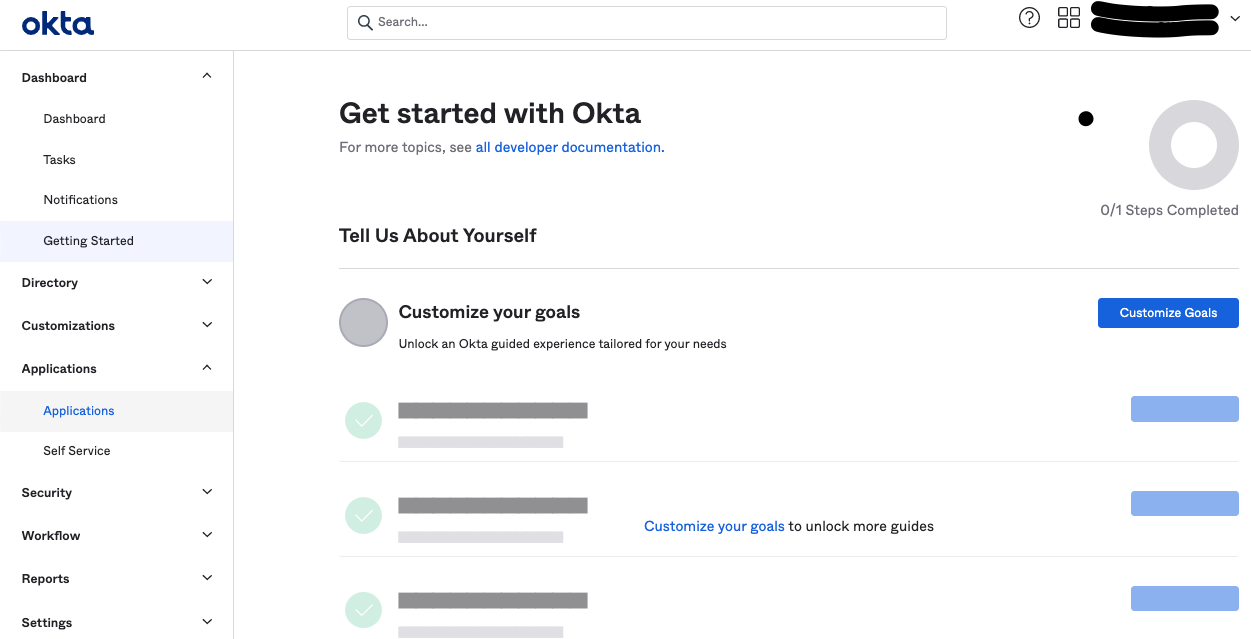 okta
Search...
Dashboard
Dashboard
Tasks
Notifications
Getting Started
Directory
Customizations
Applications
Applications
Self Service
Security
Workflow
Reports
Settings
Get started with Okta
For more topics, see all developer documentation.
0/1 Steps Completed
Tell Us About Yourself
Customize your goals
Customize Goals
Unlock an Okta guided experience tailored for your needs
Customize your goals to unlock more guides